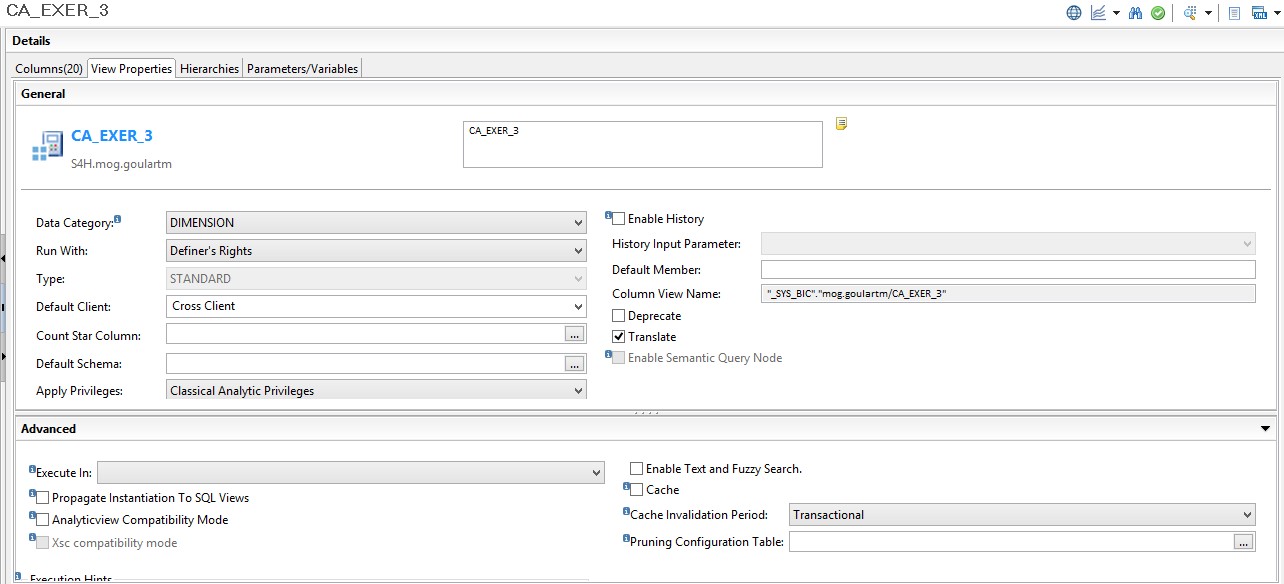 CA_EXER_3
Details
Columns(20) View Properties Hierarchies Parameters/Variables
General
CA_EXER_3
S4H.mog.goulartm
CA_EXER_3
Data Category: DIMENSION
Run With: Definer's Rights
Type: STANDARD
Default Client: Cross Client
Count Star Column: ...
Default Schema: ...
Apply Privileges: Classical Analytic Privileges
Enable History
History Input Parameter:
Default Member:
Column View Name: "_SYS_BIC"."mog.goulartm/CA_EXER_3"
Deprecate
Translate
Enable Semantic Query Node
Advanced
Execute In:
Propagate Instantiation To SQL Views
Analyticview Compatibility Mode
Xsc compatibility mode
Enable Text and Fuzzy Search.
Cache
Cache Invalidation Period: Transactional
Pruning Configuration Table: ...
Execution Hints